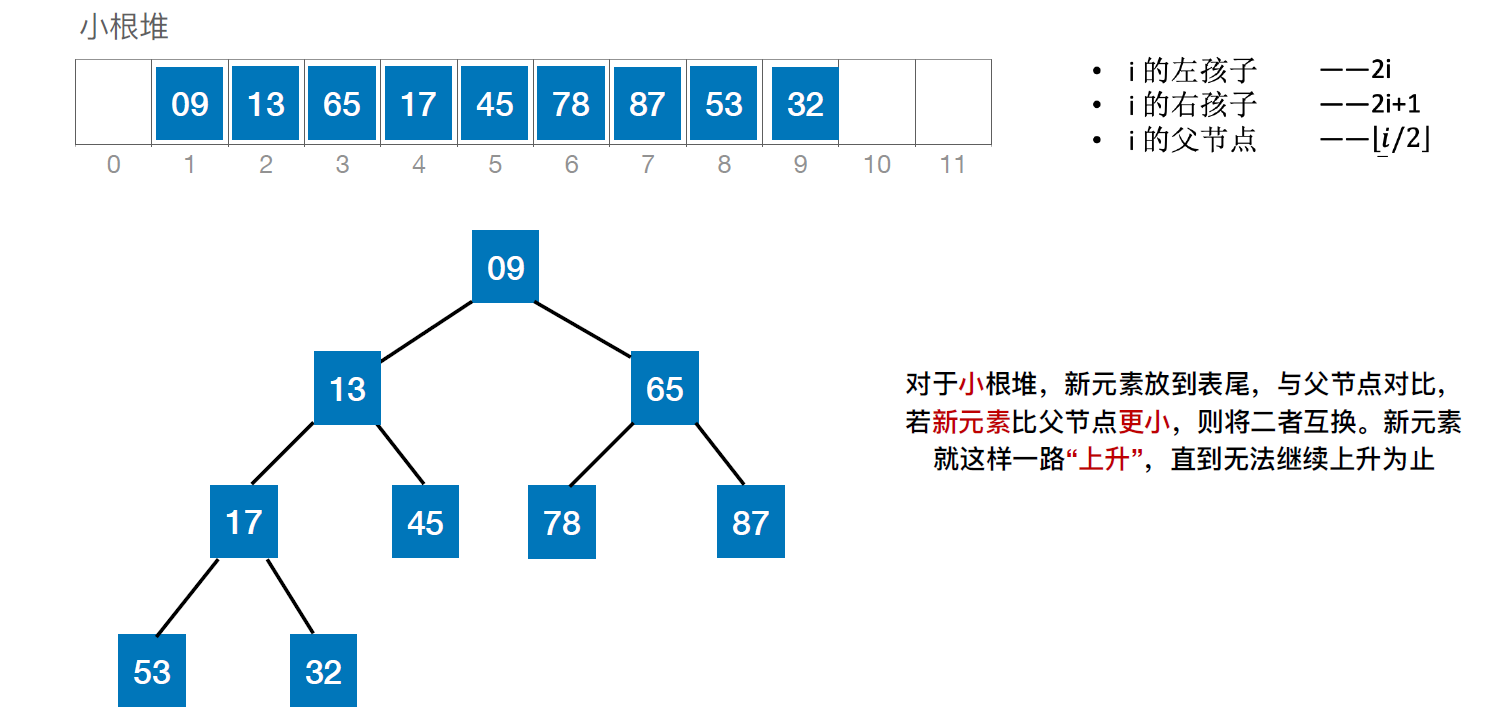 小根堆
09 13 65 17 45 78 87 53 32
0 1 2 3 4 5 6 7 8 9 10 11
• i 的左孩子 ——2i
• i 的右孩子 ——2i+1
• i 的父节点 ——⌊i/2⌋
09
13 65
17 45 78 87
53 32
对于小根堆，新元素放到表尾，与父节点对比，
若新元素比父节点更小，则将二者互换。新元素
就这样一路“上升”，直到无法继续上升为止